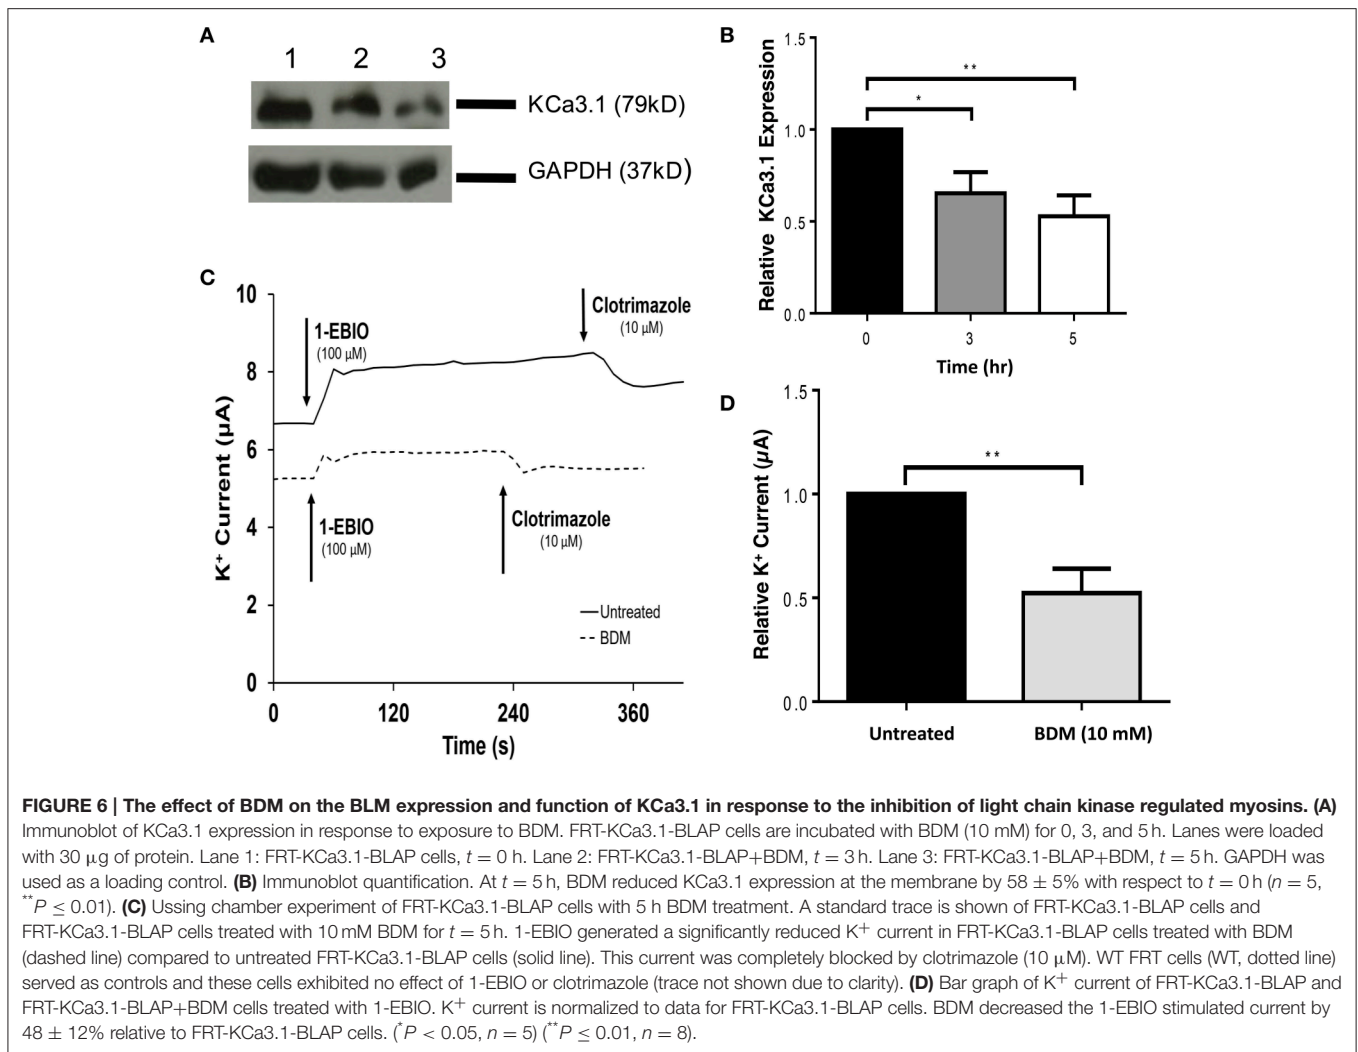 A
1 2 3
KCa3.1 (79kD)
GAPDH (37kD)
B
Relative KCa3.1 Expression
1.5
1.0
0.5
0.0
**
*
0 3 5
Time (hr)
C
K+ Current (µA)
10
8
6
4
2
0
1-EBIO
(100 µM)
Clotrimazole
(10 µM)
1-EBIO
(100 µM)
Clotrimazole
(10 µM)
Untreated
BDM
0 120 240 360
Time (s)
D
Relative K+ Current (µA)
1.5
1.0
0.5
0.0
**
Untreated BDM (10 mM)
FIGURE 6 | The effect of BDM on the BLM expression and function of KCa3.1 in response to the inhibition of light chain kinase regulated myosins. (A)
Immunoblot of KCa3.1 expression in response to exposure to BDM. FRT-KCa3.1-BLAP cells are incubated with BDM (10 mM) for 0, 3, and 5 h. Lanes were loaded
with 30 µg of protein. Lane 1: FRT-KCa3.1-BLAP cells, t = 0 h. Lane 2: FRT-KCa3.1-BLAP+BDM, t = 3 h. Lane 3: FRT-KCa3.1-BLAP+BDM, t = 5 h. GAPDH was
used as a loading control. (B) Immunoblot quantification. At t = 5 h, BDM reduced KCa3.1 expression at the membrane by 58 ± 5% with respect to t = 0 h (n = 5,
**P ≤ 0.01). (C) Ussing chamber experiment of FRT-KCa3.1-BLAP cells with 5 h BDM treatment. A standard trace is shown of FRT-KCa3.1-BLAP cells and
FRT-KCa3.1-BLAP cells treated with 10 mM BDM for t = 5 h. 1-EBIO generated a significantly reduced K+ current in FRT-KCa3.1-BLAP cells treated with BDM
(dashed line) compared to untreated FRT-KCa3.1-BLAP cells (solid line). This current was completely blocked by clotrimazole (10 µM). WT FRT cells (WT, dotted line)
served as controls and these cells exhibited no effect of 1-EBIO or clotrimazole (trace not shown due to clarity). (D) Bar graph of K+ current of FRT-KCa3.1-BLAP and
FRT-KCa3.1-BLAP+BDM cells treated with 1-EBIO. K+ current is normalized to data for FRT-KCa3.1-BLAP cells. BDM decreased the 1-EBIO stimulated current by
48 ± 12% relative to FRT-KCa3.1-BLAP cells. (*P < 0.05, n = 5) (**P ≤ 0.01, n = 8).